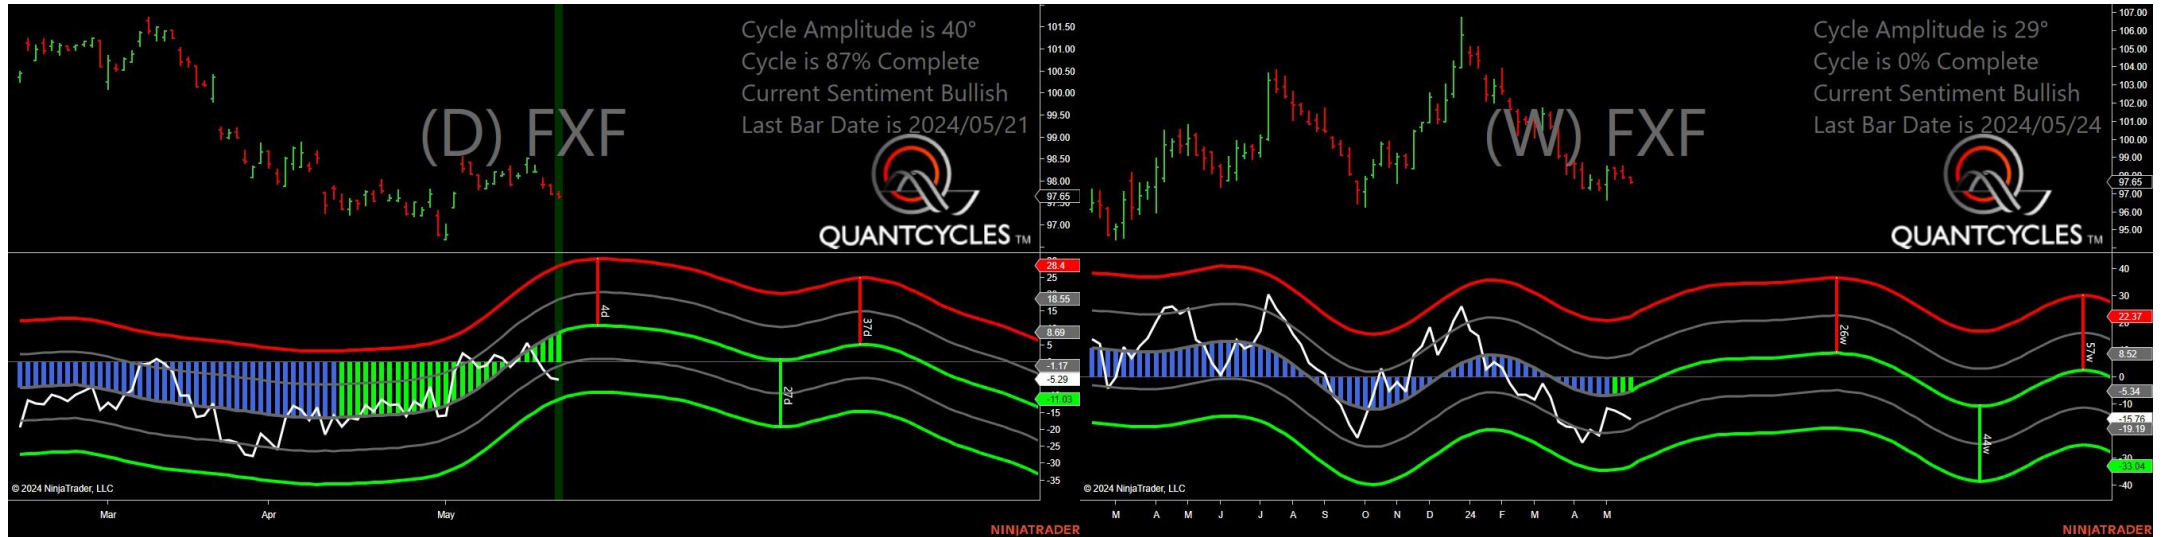 Cycle Amplitude is 40°
Cycle is 87% Complete
Current Sentiment Bullish
Last Bar Date is 2024/05/21
(D) FXF
QUANTCYCLES TM
101.50
101.00
100.50
100.00
99.50
99.00
98.50
98.00
97.65
97.00
28.4
25
18.55
15
8.69
5
-1.17
-5.29
-11.03
-15
-20
-25
-30
-35
4d
27d
37d
© 2024 NinjaTrader, LLC
Mar
Apr
May
NINJATRADER
Cycle Amplitude is 29°
Cycle is 0% Complete
Current Sentiment Bullish
Last Bar Date is 2024/05/24
(W) FXF
QUANTCYCLES TM
107.00
106.00
105.00
104.00
103.00
102.00
101.00
100.00
99.00
97.65
97.00
96.00
95.00
40
30
22.37
8.52
0
-5.34
-10
-15.76
-19.19
-33.04
-40
26w
44w
57w
© 2024 NinjaTrader, LLC
M A M J J A S O N D 24 F M A M
NINJATRADER